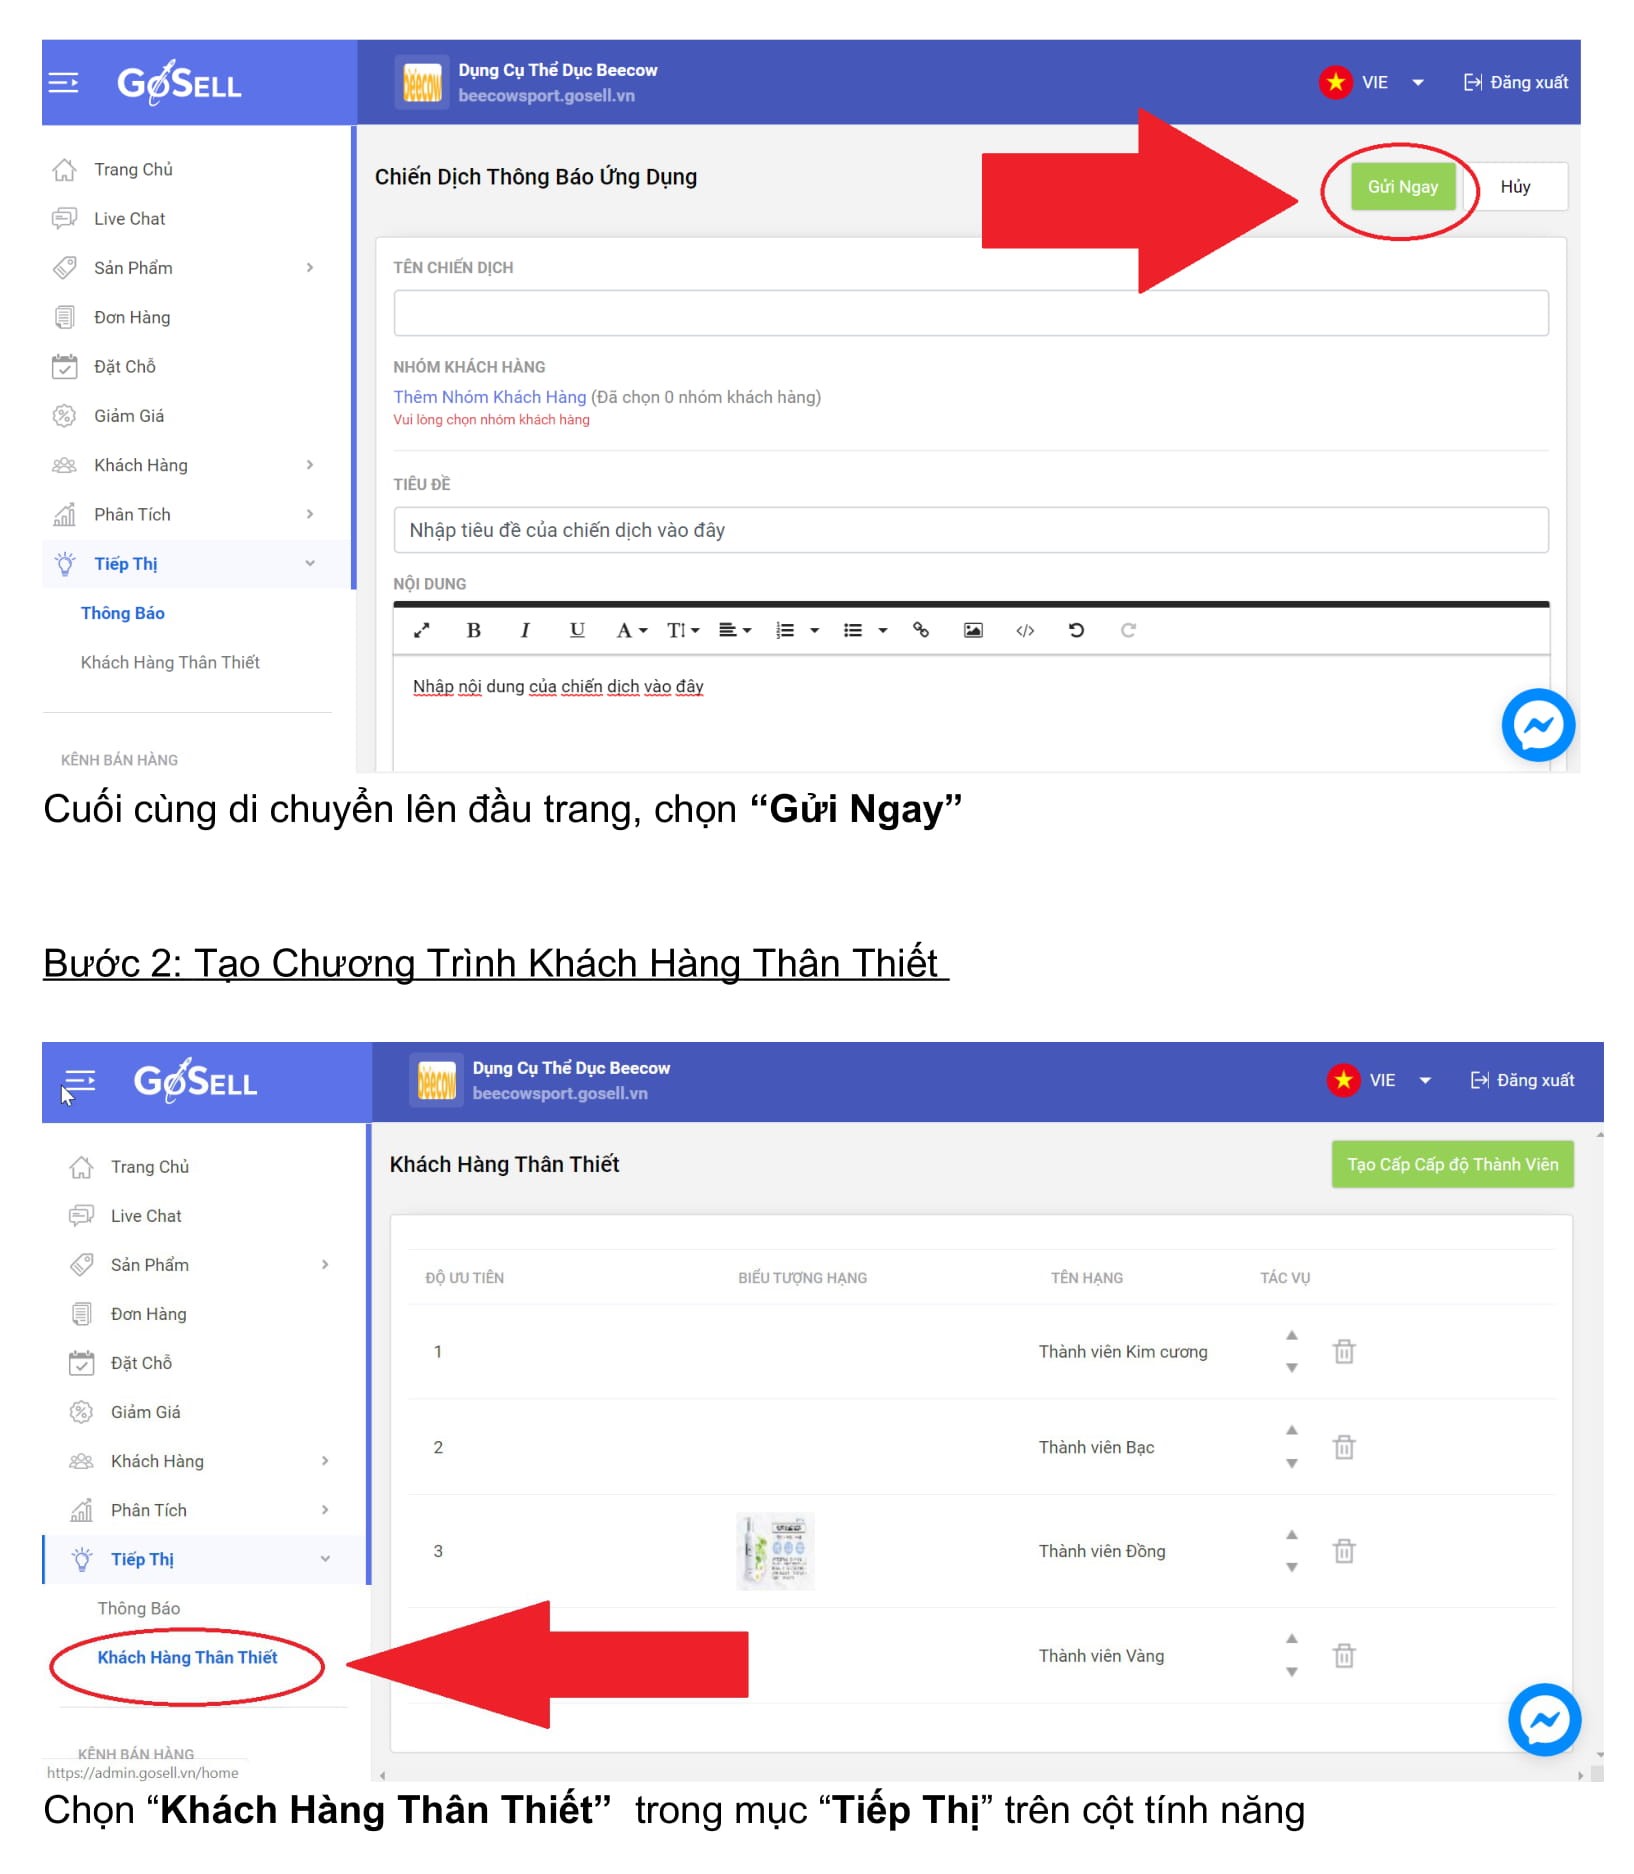 GoSELL
Dụng Cụ Thể Dục Beecow
beecowsport.gosell.vn
VIE
Đăng xuất
Trang Chủ
Live Chat
Sản Phẩm
Đơn Hàng
Đặt Chỗ
Giảm Giá
Khách Hàng
Phân Tích
Tiếp Thị
Thông Báo
Khách Hàng Thân Thiết
KÊNH BÁN HÀNG
Chiến Dịch Thông Báo Ứng Dụng
Gửi Ngay
Hủy
TÊN CHIẾN DỊCH
NHÓM KHÁCH HÀNG
Thêm Nhóm Khách Hàng (Đã chọn 0 nhóm khách hàng)
Vui lòng chọn nhóm khách hàng
TIÊU ĐỀ
Nhập tiêu đề của chiến dịch vào đây
NỘI DUNG
B I U A T
Nhập nội dung của chiến dịch vào đây
Cuối cùng di chuyển lên đầu trang, chọn “Gửi Ngay”
Bước 2: Tạo Chương Trình Khách Hàng Thân Thiết
GoSELL
Dụng Cụ Thể Dục Beecow
beecowsport.gosell.vn
VIE
Đăng xuất
Trang Chủ
Live Chat
Sản Phẩm
Đơn Hàng
Đặt Chỗ
Giảm Giá
Khách Hàng
Phân Tích
Tiếp Thị
Thông Báo
Khách Hàng Thân Thiết
KÊNH BÁN HÀNG
https://admin.gosell.vn/home
Khách Hàng Thân Thiết
Tạo Cấp Cấp độ Thành Viên
ĐỘ ƯU TIÊN BIỂU TƯỢNG HẠNG TÊN HẠNG TÁC VỤ
1 Thành viên Kim cương
2 Thành viên Bạc
3 Thành viên Đồng
Thành viên Vàng
Chọn “Khách Hàng Thân Thiết” trong mục “Tiếp Thị” trên cột tính năng